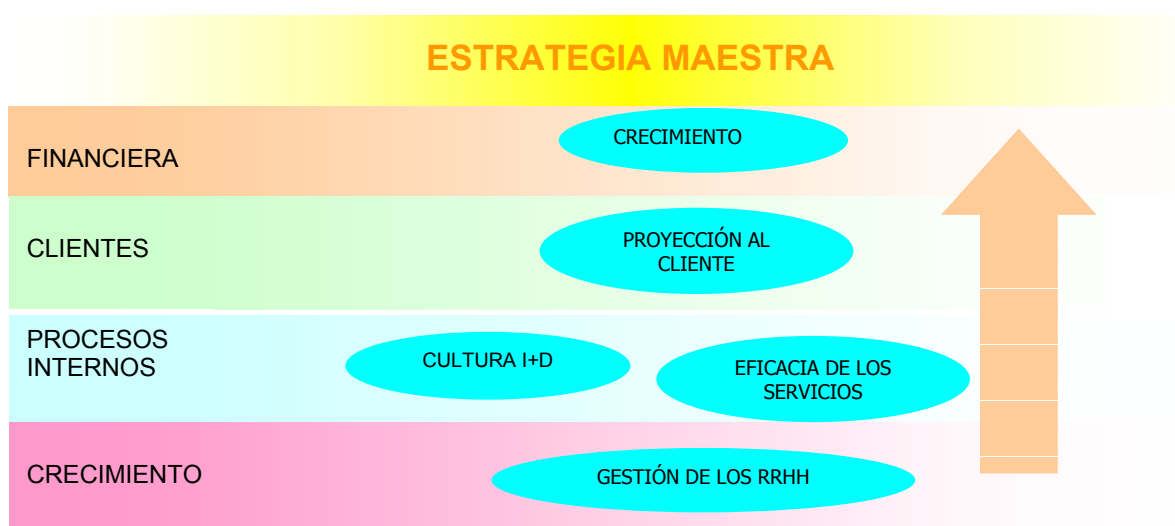 ESTRATEGIA MAESTRA
FINANCIERA
CRECIMIENTO
CLIENTES
PROYECCIÓN AL
CLIENTE
PROCESOS
INTERNOS
CULTURA I+D
EFICACIA DE LOS
SERVICIOS
CRECIMIENTO
GESTIÓN DE LOS RRHH